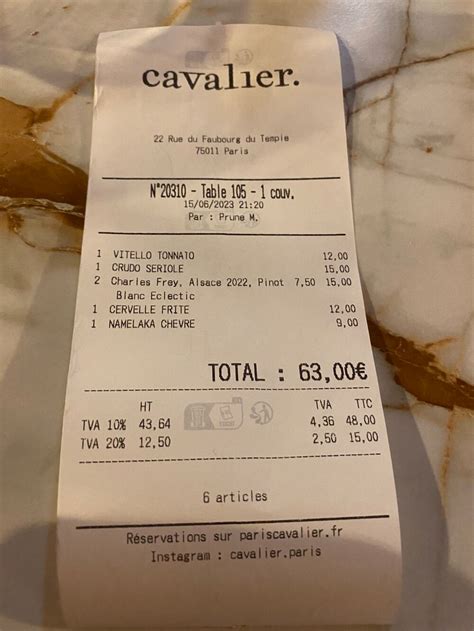 cavalier.
22 Rue du Faubourg du Temple
75011 Paris
N°20310 - Table 105 - 1 couv.
15/06/2023 21:20
Par : Prune M.
1 VITELLO TONNATO 12,00
1 CRUDO SERIOLE 15,00
2 Charles Frey, Alsace 2022, Pinot 7,50 15,00
Blanc Eclectic
1 CERVELLE FRITE 12,00
1 NAMELAKA CHEVRE 9,00
TOTAL : 63,00€
HT TVA TTC
TVA 10% 43,64 4,36 48,00
TVA 20% 12,50 2,50 15,00
6 articles
Réservations sur pariscavalier.fr
Instagram : cavalier.paris